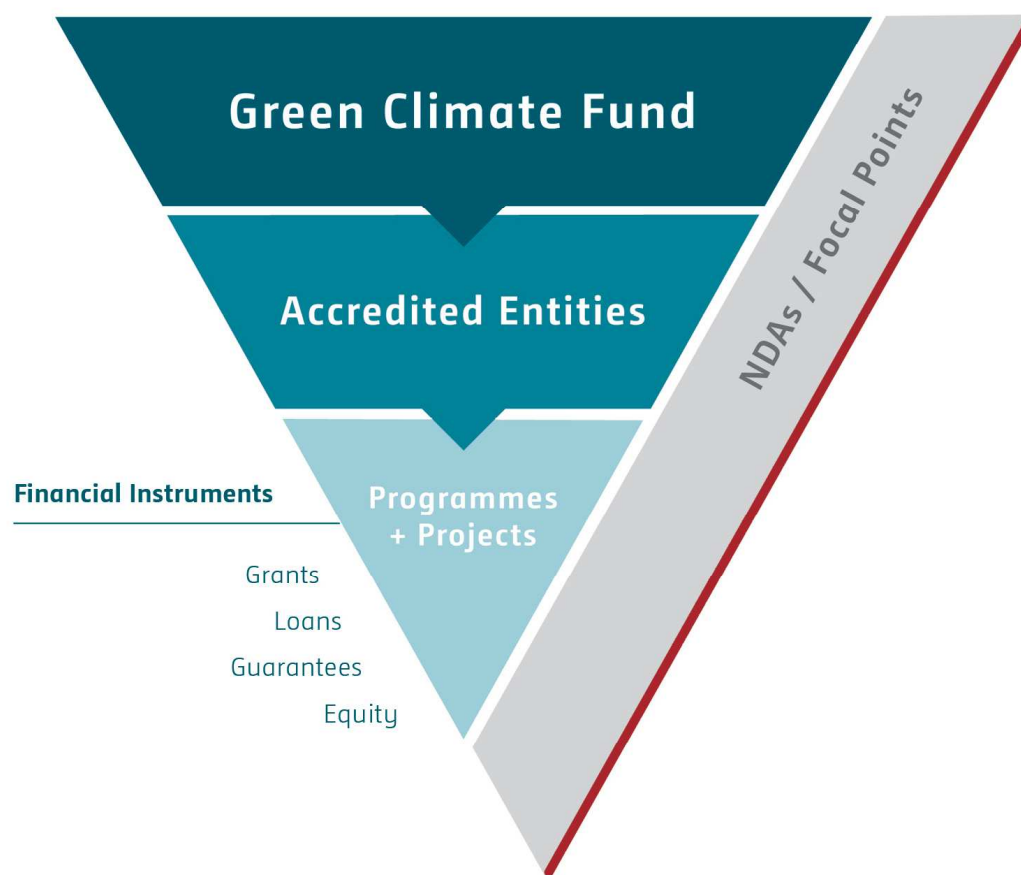 Green Climate Fund
NDAs / Focal Points
Accredited Entities
Programmes
+ Projects
Financial Instruments
Grants
Loans
Guarantees
Equity